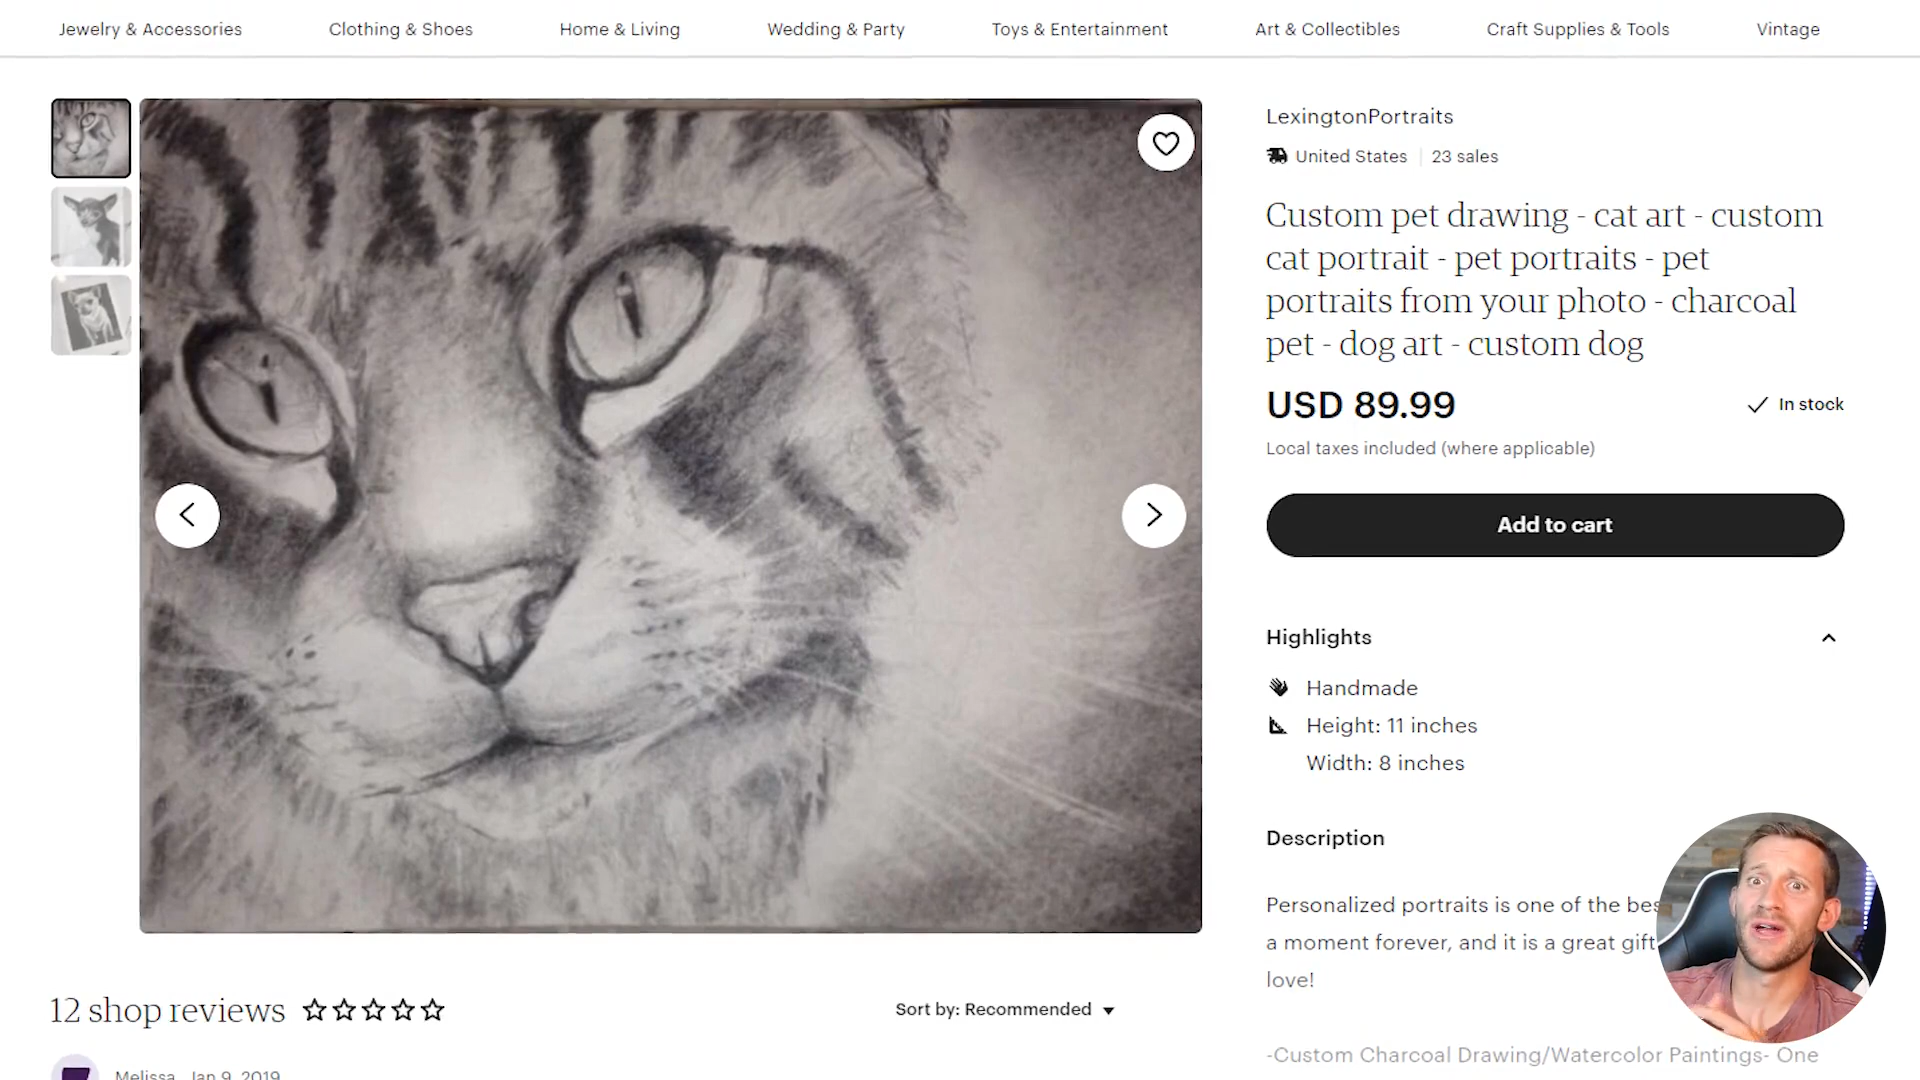 Jewelry & Accessories
Clothing & Shoes
Home & Living
Wedding & Party
Toys & Entertainment
Art & Collectibles
Craft Supplies & Tools
Vintage
LexingtonPortraits
United States | 23 sales
Custom pet drawing - cat art - custom
cat portrait - pet portraits - pet
portraits from your photo - charcoal
pet - dog art - custom dog
USD 89.99
In stock
Local taxes included (where applicable)
Add to cart
Highlights
Handmade
Height: 11 inches
Width: 8 inches
Description
Personalized portraits is one of the
a moment forever, and it is a great gift
love!
-Custom Charcoal Drawing/Watercolor Paintings- One
12 shop reviews
Sort by: Recommended
Melissa Jan 9, 2019